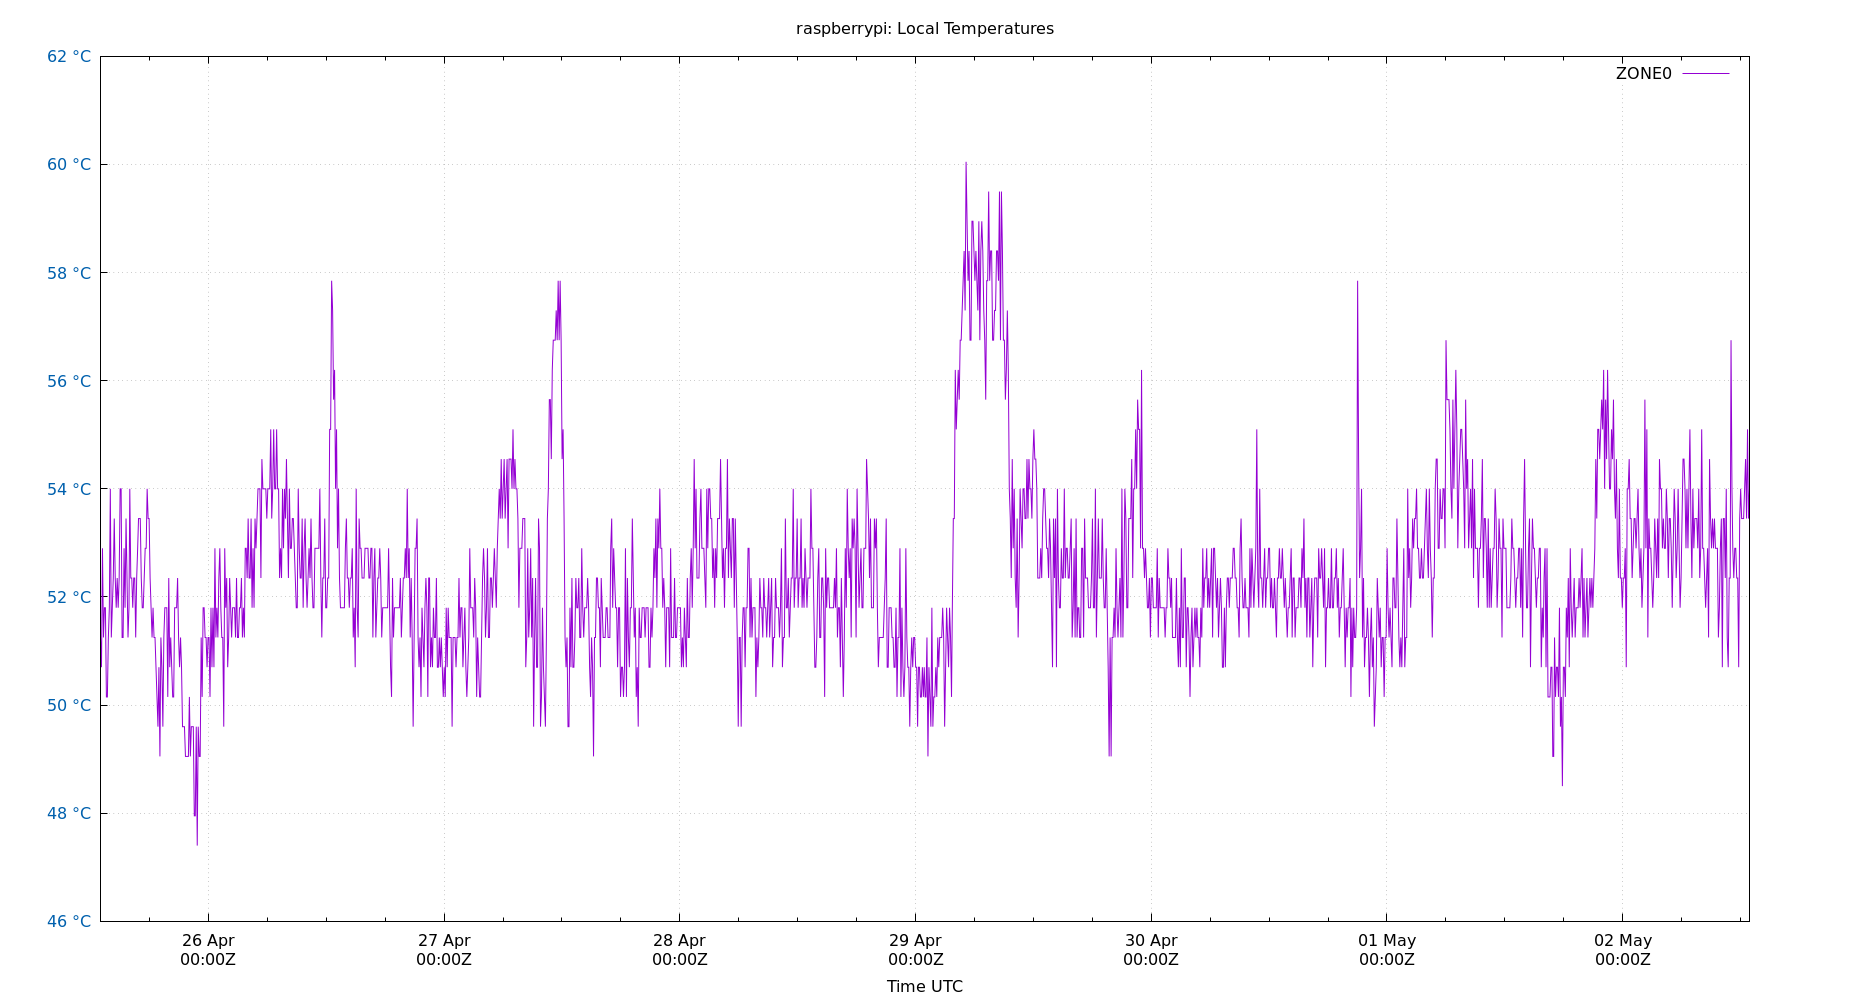 raspberrypi: Local Temperatures
62 °C
ZONE0
60 °C
58 °C
56 °C
54 °C
52 °C
50 °C
48 °C
46 °C
26 Apr 27 Apr 28 Apr 29 Apr 30 Apr 01 May 02 May
00:00Z 00:00Z 00:00Z 00:00Z 00:00Z 00:00Z 00:00Z
Time UTC